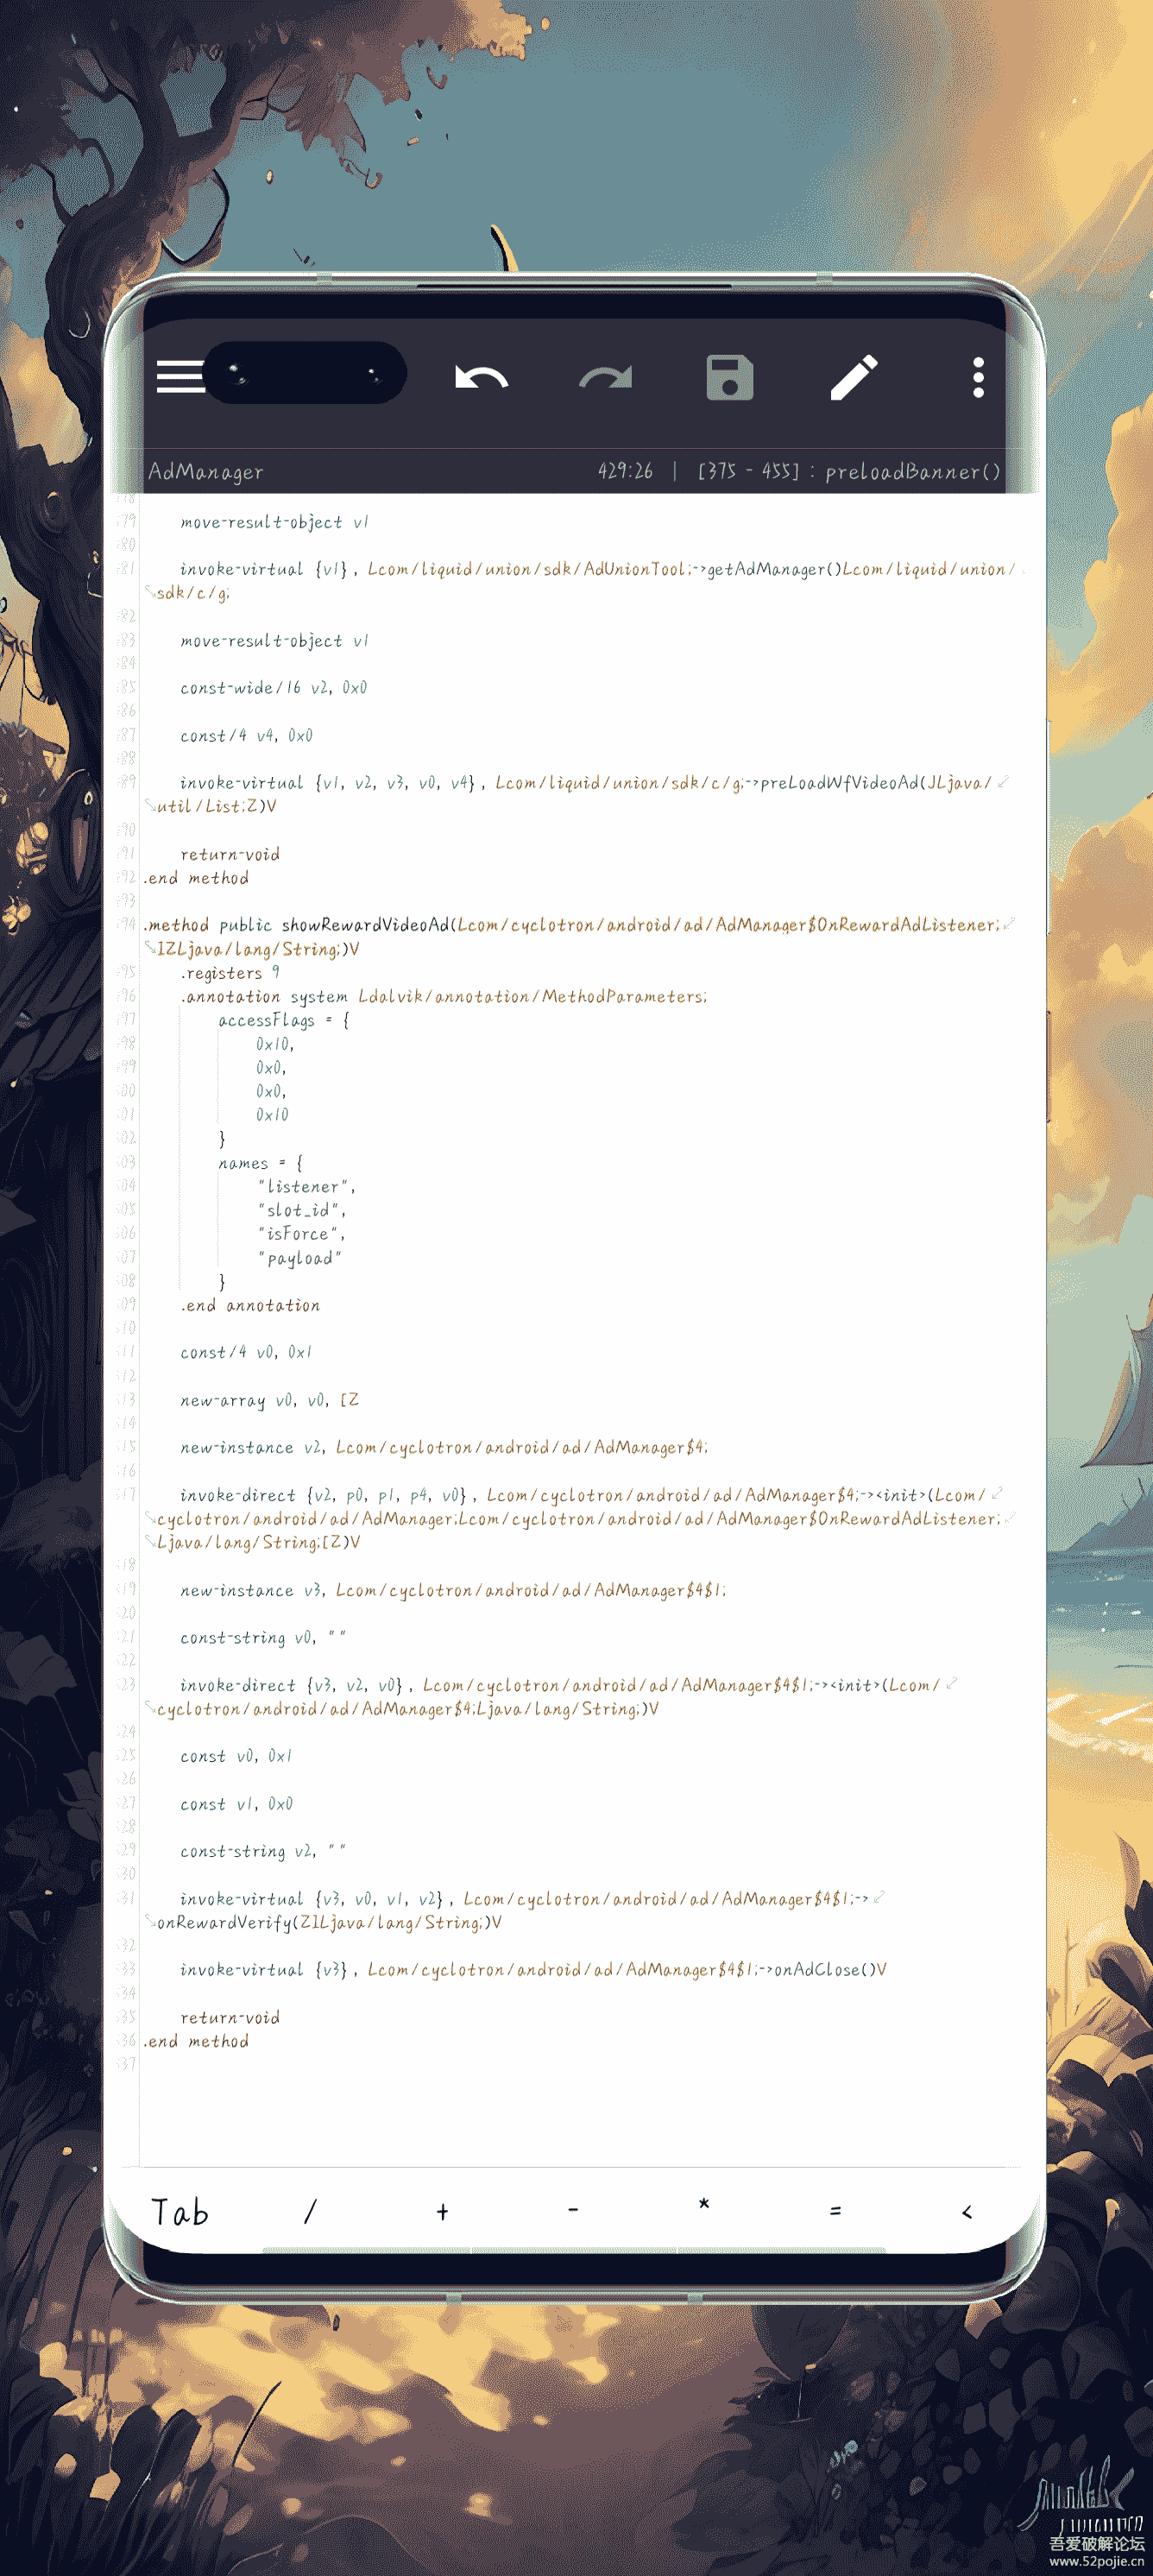 AdManager 429:26 | [375 - 455] : preloadBanner()
move-result-object v1
invoke-virtual {v1}, Lcom/liquid/union/sdk/AdUnionTool;->getAdManager()Lcom/liquid/union/
sdk/c/g;
move-result-object v1
const-wide/16 v2, 0x0
const/4 v4, 0x0
invoke-virtual {v1, v2, v3, v0, v4}, Lcom/liquid/union/sdk/c/g;->preLoadWfVideoAd(JLjava/
util/List;Z)V
return-void
.end method
.method public showRewardVideoAd(Lcom/cyclotron/android/ad/AdManager$OnRewardAdListener;
IZLjava/lang/String;)V
.registers 9
.annotation system Ldalvik/annotation/MethodParameters;
accessFlags = {
0x10,
0x0,
0x0,
0x10
}
names = {
"listener",
"slot_id",
"isForce",
"payload"
}
.end annotation
const/4 v0, 0x1
new-array v0, v0, [Z
new-instance v2, Lcom/cyclotron/android/ad/AdManager$4;
invoke-direct {v2, p0, p1, p4, v0}, Lcom/cyclotron/android/ad/AdManager$4;-><init>(Lcom/
cyclotron/android/ad/AdManager;Lcom/cyclotron/android/ad/AdManager$OnRewardAdListener;
Ljava/lang/String;[Z)V
new-instance v3, Lcom/cyclotron/android/ad/AdManager$4$1;
const-string v0, ""
invoke-direct {v3, v2, v0}, Lcom/cyclotron/android/ad/AdManager$4$1;-><init>(Lcom/
cyclotron/android/ad/AdManager$4;Ljava/lang/String;)V
const v0, 0x1
const v1, 0x0
const-string v2, ""
invoke-virtual {v3, v0, v1, v2}, Lcom/cyclotron/android/ad/AdManager$4$1;->
onRewardVerify(ZILjava/lang/String;)V
invoke-virtual {v3}, Lcom/cyclotron/android/ad/AdManager$4$1;->onAdClose()V
return-void
.end method
Tab / + - * = <
吾爱破解论坛
www.52pojie.cn